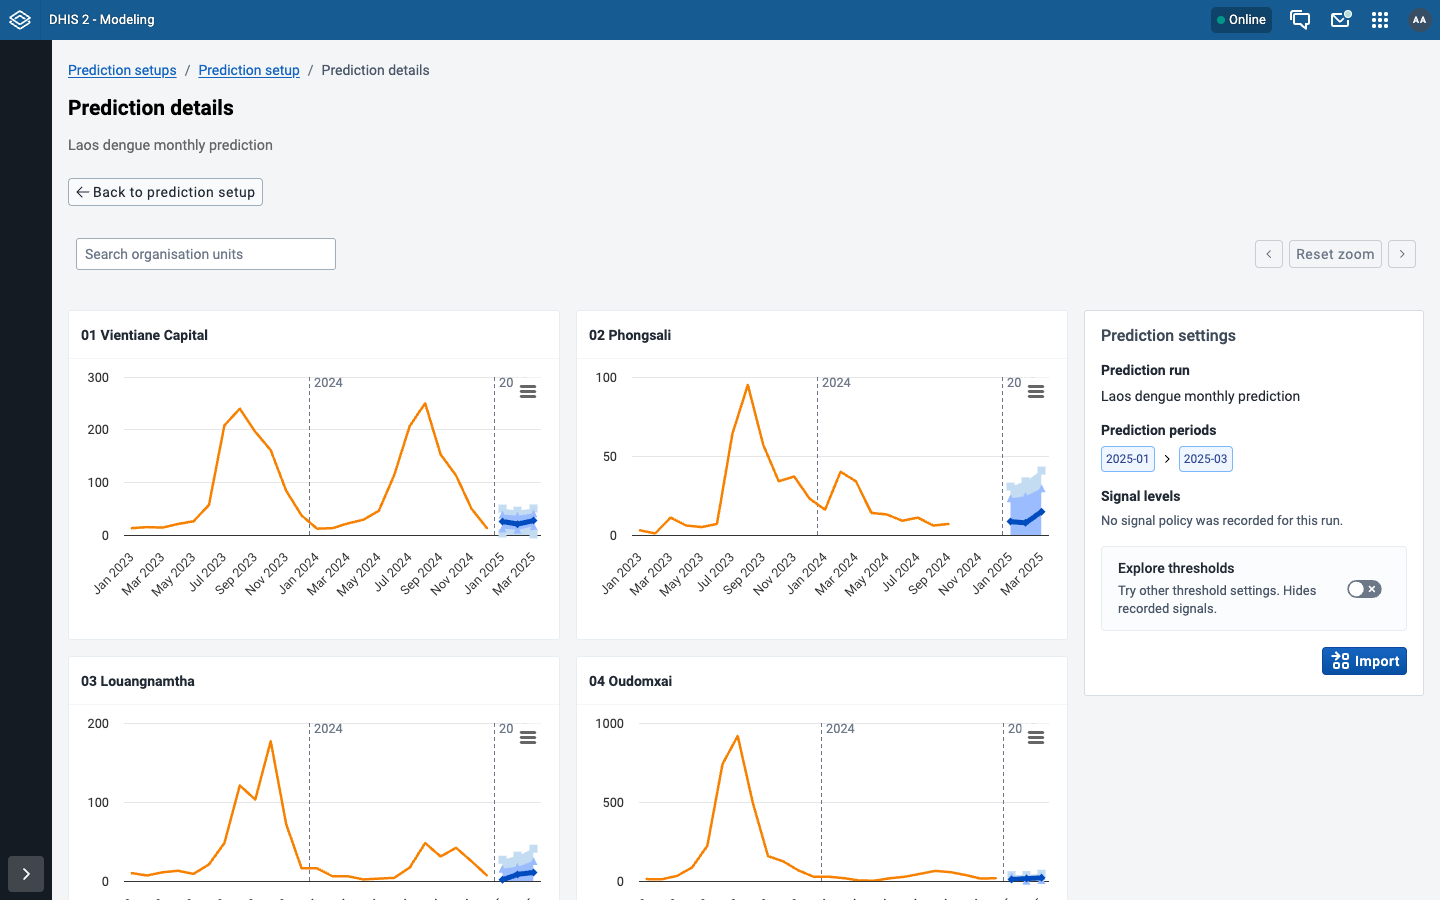 DHIS 2 - Modeling
Online
AA
Prediction setups / Prediction setup / Prediction details
Prediction details
Laos dengue monthly prediction
Back to prediction setup
Search organisation units
Reset zoom
01 Vientiane Capital
300
200
100
0
2024
20
Jan 2023
Mar 2023
May 2023
Jul 2023
Sep 2023
Nov 2023
Jan 2024
Mar 2024
May 2024
Jul 2024
Sep 2024
Nov 2024
Jan 2025
Mar 2025
02 Phongsali
100
50
0
2024
20
Jan 2023
Mar 2023
May 2023
Jul 2023
Sep 2023
Nov 2023
Jan 2024
Mar 2024
May 2024
Jul 2024
Sep 2024
Nov 2024
Jan 2025
Mar 2025
Prediction settings
Prediction run
Laos dengue monthly prediction
Prediction periods
2025-01 > 2025-03
Signal levels
No signal policy was recorded for this run.
Explore thresholds
Try other threshold settings. Hides
recorded signals.
Import
03 Louangnamtha
200
100
0
2024
20
04 Oudomxai
1000
500
0
2024
20